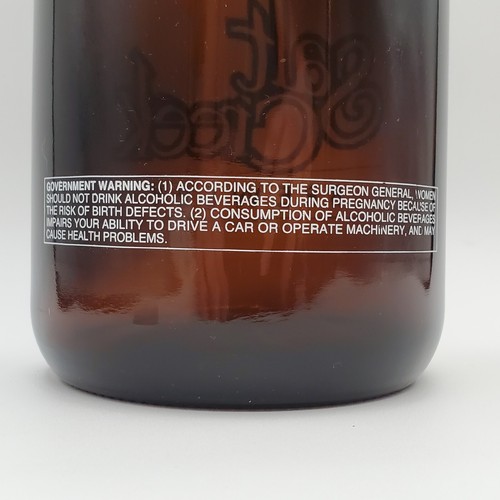 GOVERNMENT WARNING: (1) ACCORDING TO THE SURGEON GENERAL, WOMEN
SHOULD NOT DRINK ALCOHOLIC BEVERAGES DURING PREGNANCY BECAUSE OF
THE RISK OF BIRTH DEFECTS. (2) CONSUMPTION OF ALCOHOLIC BEVERAGES
IMPAIRS YOUR ABILITY TO DRIVE A CAR OR OPERATE MACHINERY, AND MAY
CAUSE HEALTH PROBLEMS.